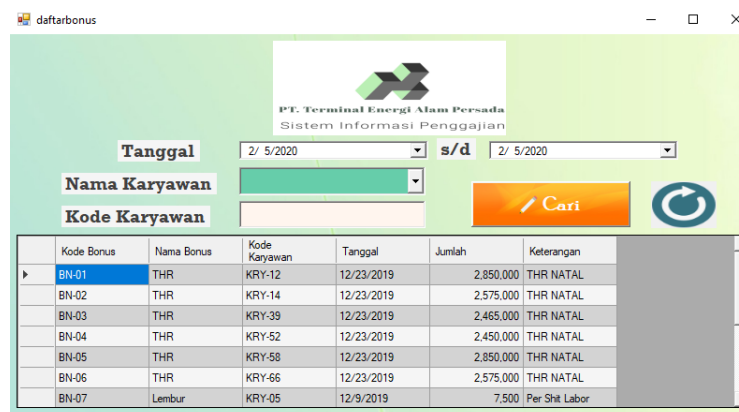 daftarbonus
PT. Terminal Energi Alam Persada
Sistem Informasi Penggajian
Tanggal 2/ 5/2020 s/d 2/ 5/2020
Nama Karyawan
Kode Karyawan
Cari
Kode Bonus Nama Bonus Kode Karyawan Tanggal Jumlah Keterangan
BN-01 THR KRY-12 12/23/2019 2,850,000 THR NATAL
BN-02 THR KRY-14 12/23/2019 2,575,000 THR NATAL
BN-03 THR KRY-39 12/23/2019 2,465,000 THR NATAL
BN-04 THR KRY-52 12/23/2019 2,450,000 THR NATAL
BN-05 THR KRY-58 12/23/2019 2,850,000 THR NATAL
BN-06 THR KRY-66 12/23/2019 2,575,000 THR NATAL
BN-07 Lembur KRY-05 12/9/2019 7,500 Per Shit Labor